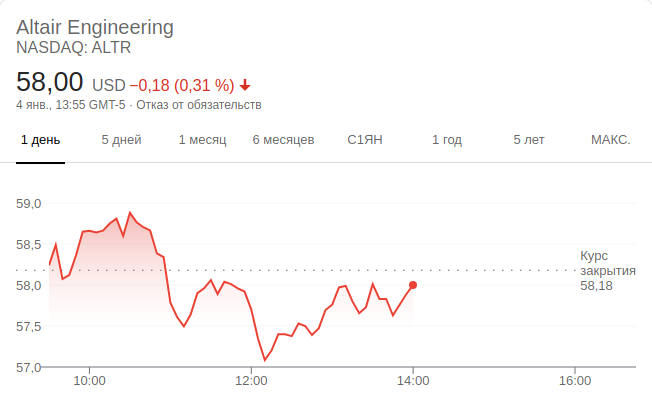 Altair Engineering
NASDAQ: ALTR
58,00 USD −0,18 (0,31 %)
4 янв., 13:55 GMT-5 · Отказ от обязательств
1 день 5 дней 1 месяц 6 месяцев С1ЯН 1 год 5 лет МАКС.
59,0
58,5
Курс
закрытия
58,18
58,0
57,5
57,0
10:00 12:00 14:00 16:00